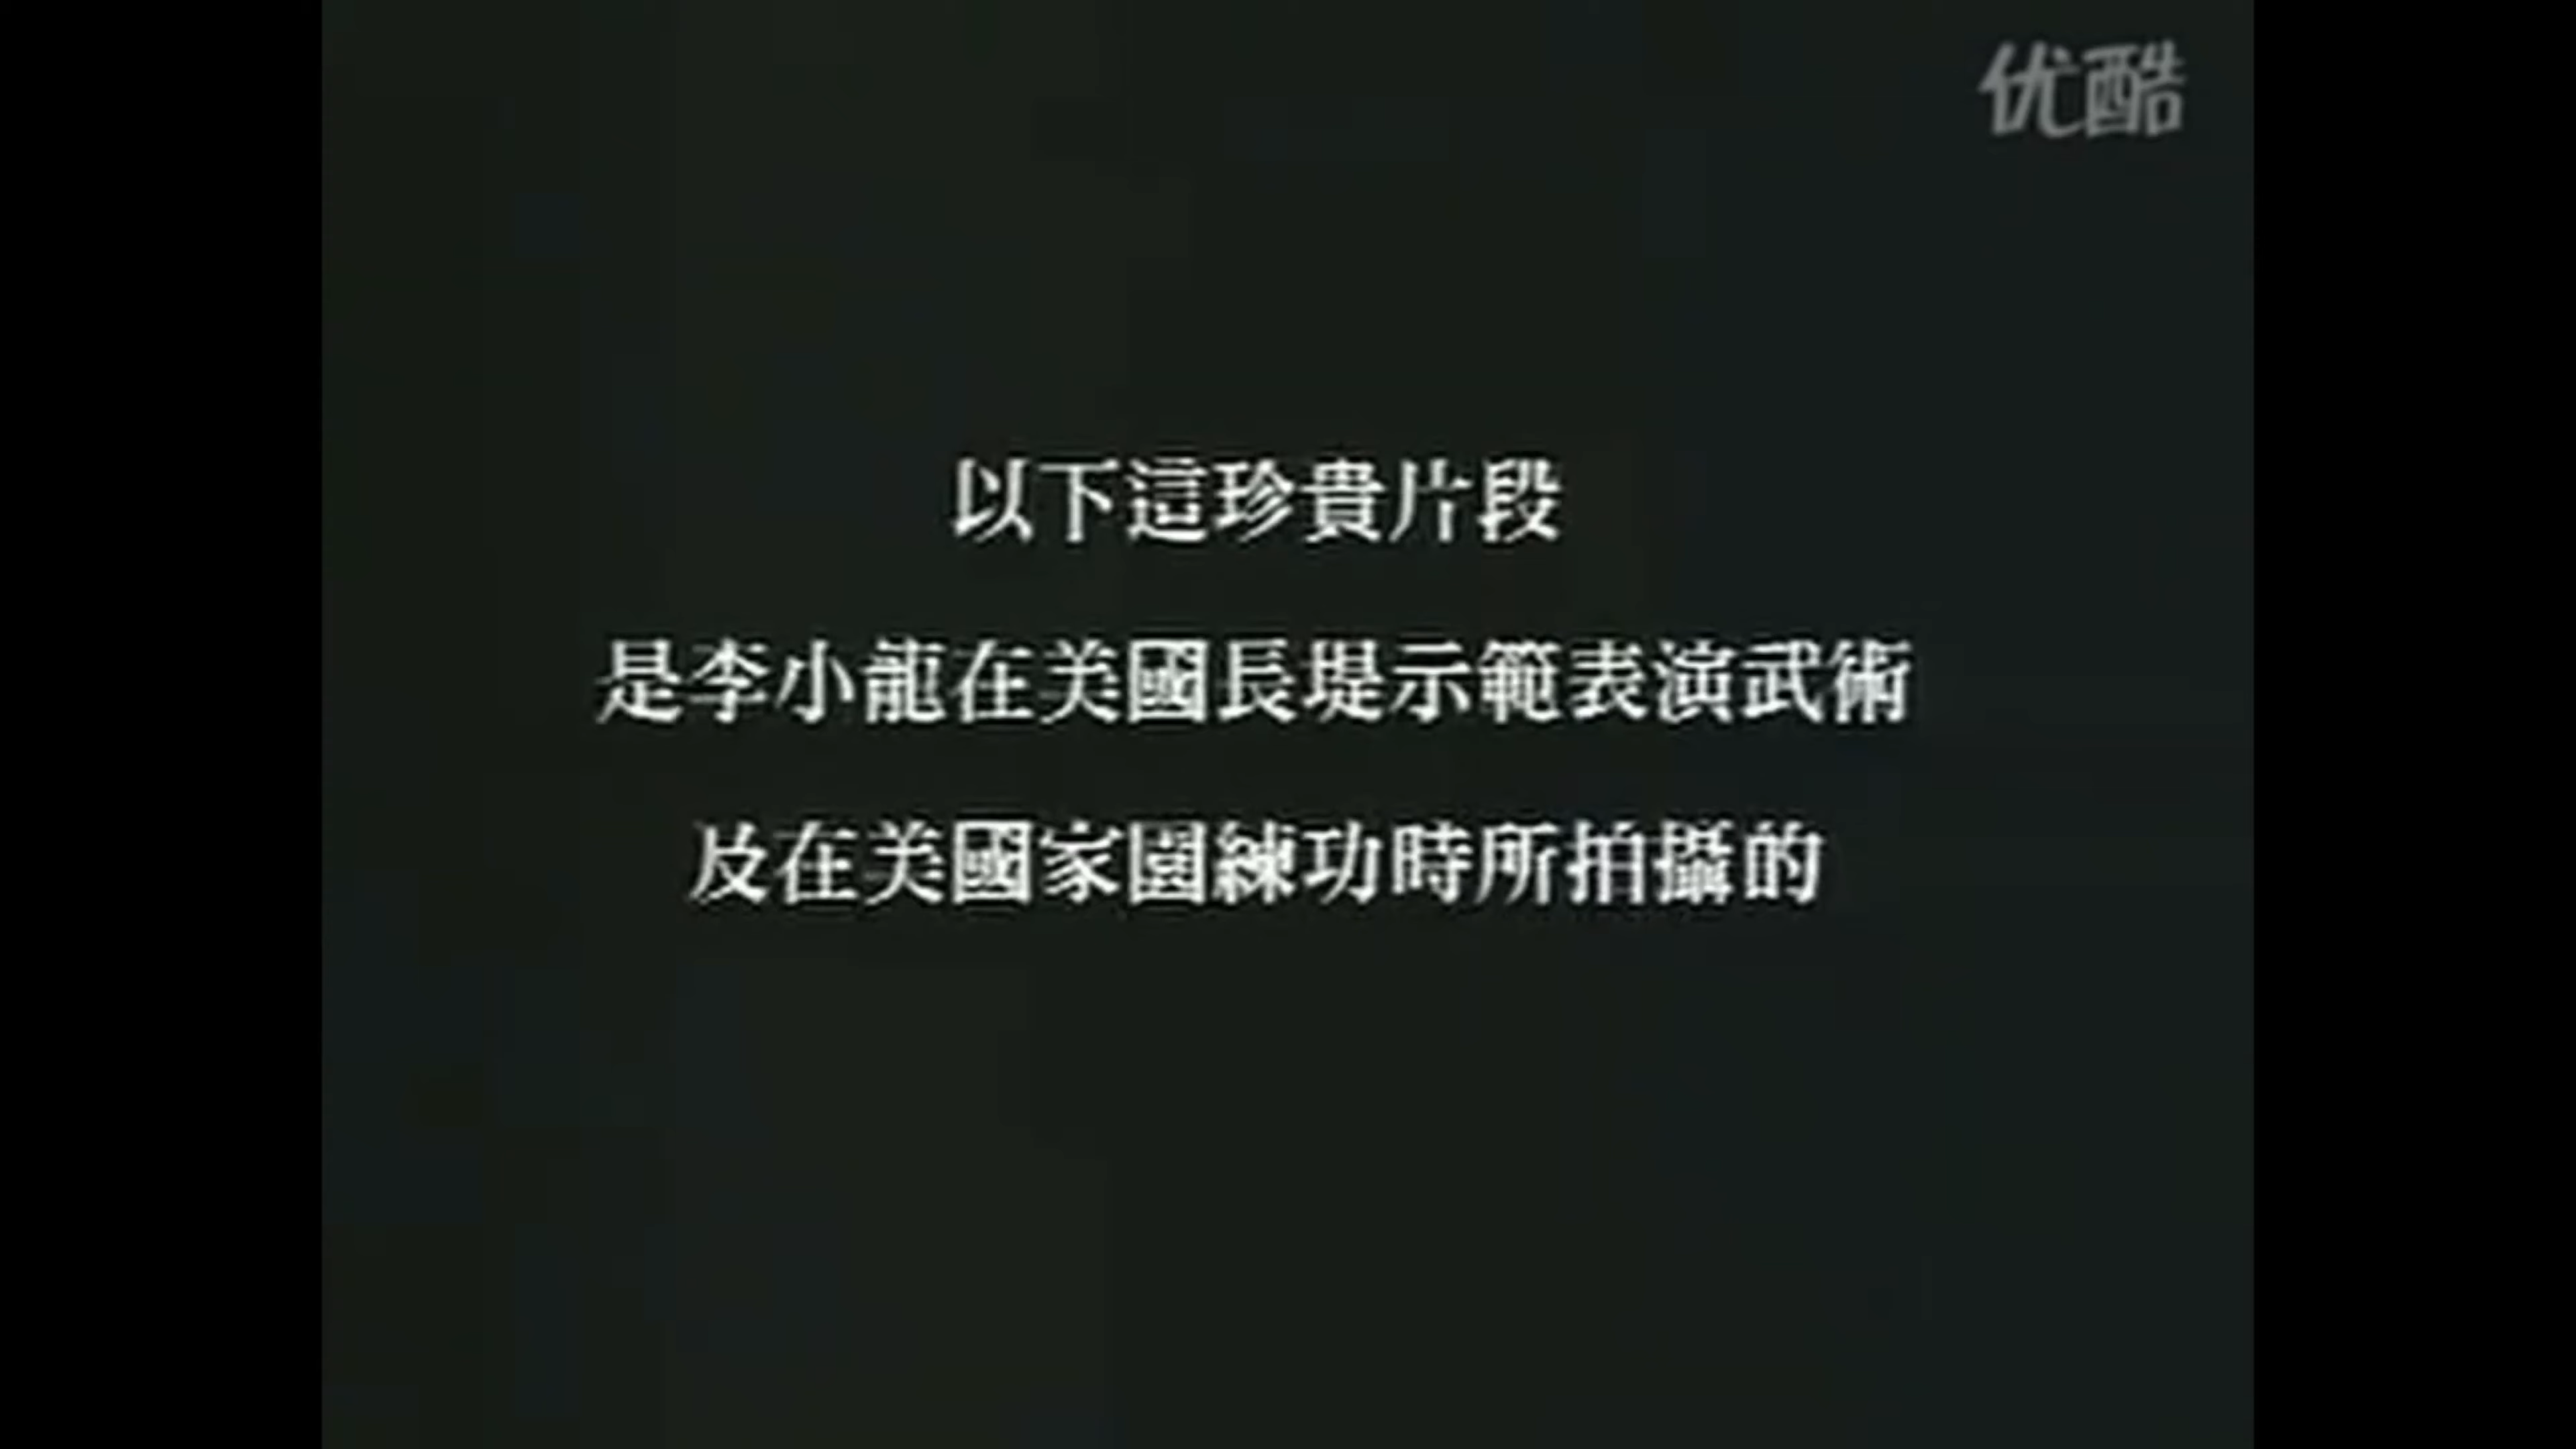 优酷
以下這珍貴片段
是李小龍在美國長堤示範表演武術
及在美國家園練功時所拍攝的